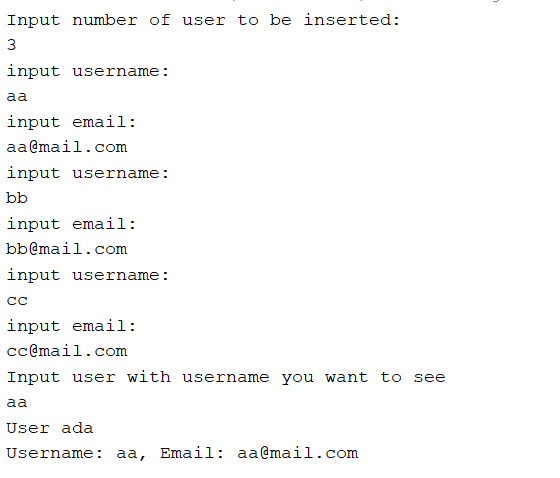 Input number of user to be inserted:
3
input username:
aa
input email:
aa@mail.com
input username:
bb
input email:
bb@mail.com
input username:
cc
input email:
cc@mail.com
Input user with username you want to see
aa
User ada
Username: aa, Email: aa@mail.com